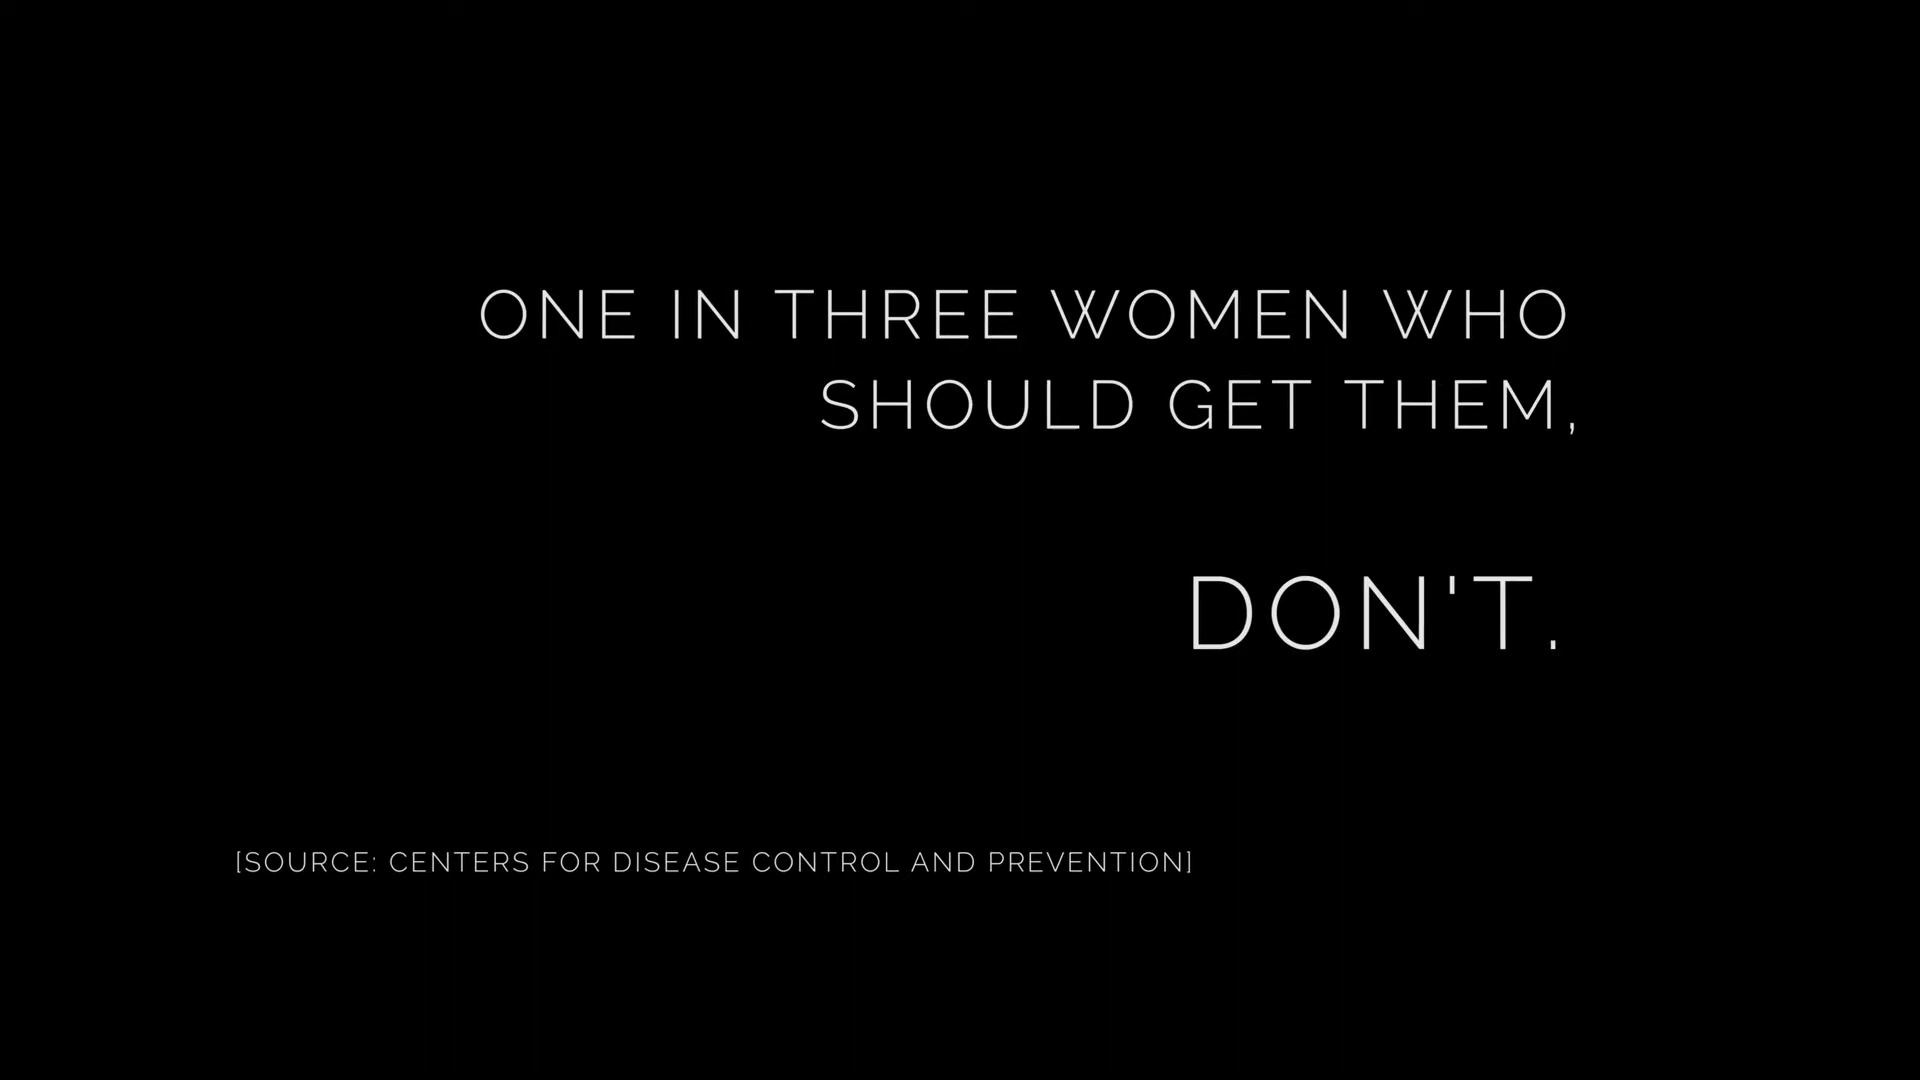 ONE IN THREE WOMEN WHO
SHOULD GET THEM,
DON'T.
[SOURCE: CENTERS FOR DISEASE CONTROL AND PREVENTION]